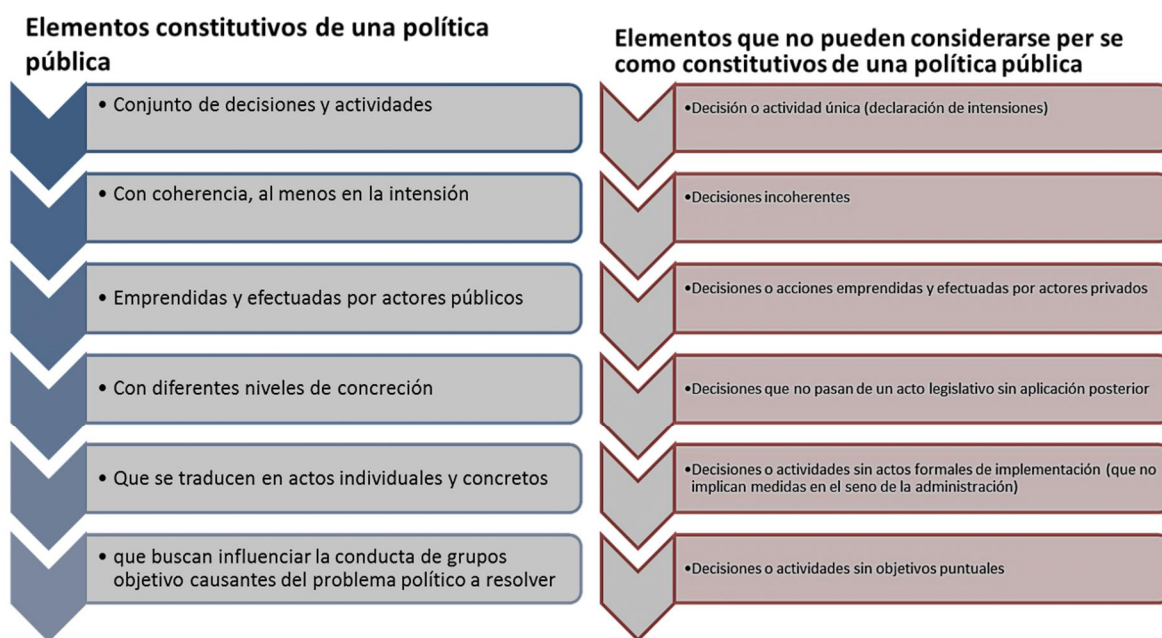 Elementos constitutivos de una política
pública
• Conjunto de decisiones y actividades
• Con coherencia, al menos en la intensión
• Emprendidas y efectuadas por actores públicos
• Con diferentes niveles de concreción
• Que se traducen en actos individuales y concretos
• que buscan influenciar la conducta de grupos
objetivo causantes del problema político a resolver
Elementos que no pueden considerarse per se
como constitutivos de una política pública
•Decisión o actividad única (declaración de intensiones)
•Decisiones incoherentes
•Decisiones o acciones emprendidas y efectuadas por actores privados
•Decisiones que no pasan de un acto legislativo sin aplicación posterior
•Decisiones o actividades sin actos formales de implementación (que no
implican medidas en el seno de la administración)
•Decisiones o actividades sin objetivos puntuales